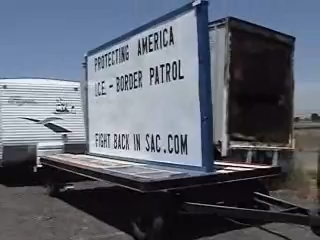 PROTECTING AMERICA
I.C.E. - BORDER PATROL
FIGHT BACK IN SAC.COM